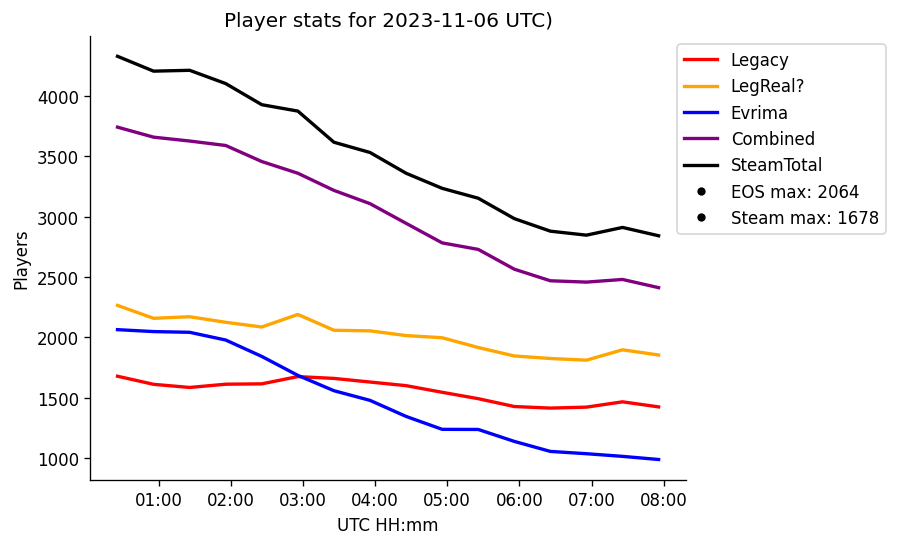 Player stats for 2023-11-06 UTC)
Legacy
LegReal?
Evrima
Combined
SteamTotal
EOS max: 2064
Steam max: 1678
Players
4000
3500
3000
2500
2000
1500
1000
01:00 02:00 03:00 04:00 05:00 06:00 07:00 08:00
UTC HH:mm